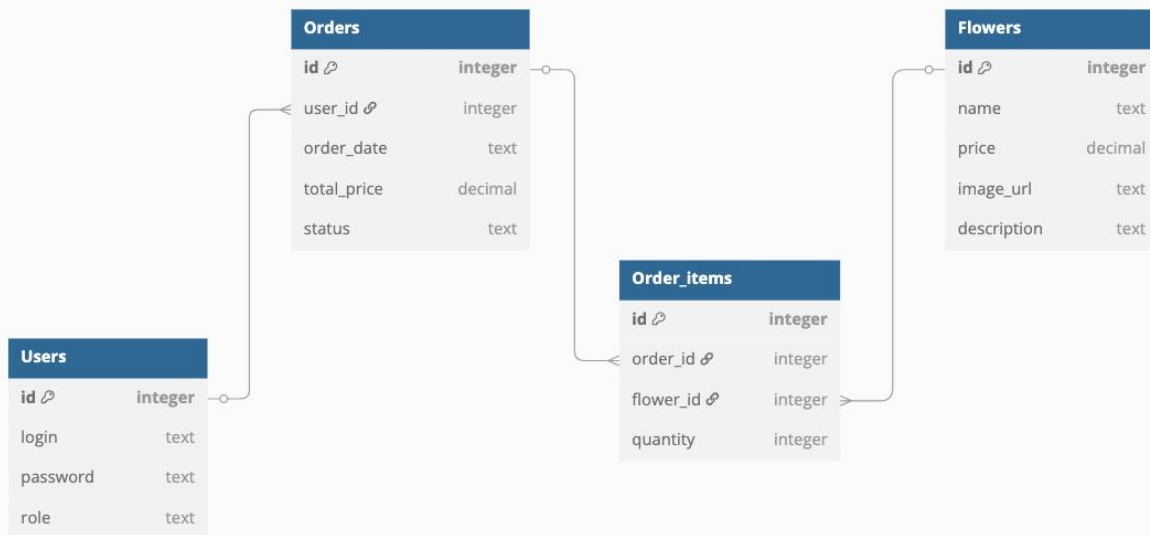 Orders
id integer
user_id integer
order_date text
total_price decimal
status text
Flowers
id integer
name text
price decimal
image_url text
description text
Order_items
id integer
order_id integer
flower_id integer
quantity integer
Users
id integer
login text
password text
role text